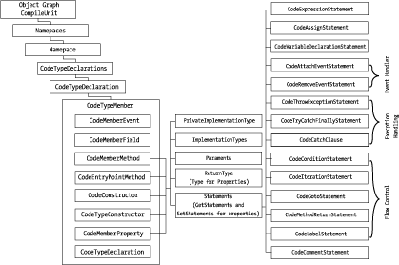 Object Graph
CompileUnit
Namespaces
Namepace
CodeTypeDeclarations
CodeTypeDeclaration
CodeTypeMember
CodeMemberEvent
CodeMemberField
CodeMemberMethod
CodeEntryPointMethod
CodeConstructor
CodeTypeConstructor
CodeMemberProperty
CodeTypeDeclaration
PrivateImplementationType
ImplementationTypes
Params
ReturnType
(Type for Properties)
Statements
(GetStatements and
SetStatements for properties)
CodeExpressionStatement
CodeAssignStatement
CodeVariableDeclarationStatement
CodeAttachEventStatement
CodeRemoveEventStatement
CodeThrowExceptionStatement
CodeTryCatchFinallyStatement
CodeCatchClause
CodeConditionStatement
CodeIterationStatement
CodeGotoStatement
CodeMethodReturnStatement
CodeLabelStatement
CodeCommentStatement
Event Handler
Exception
Handling
Flow Control